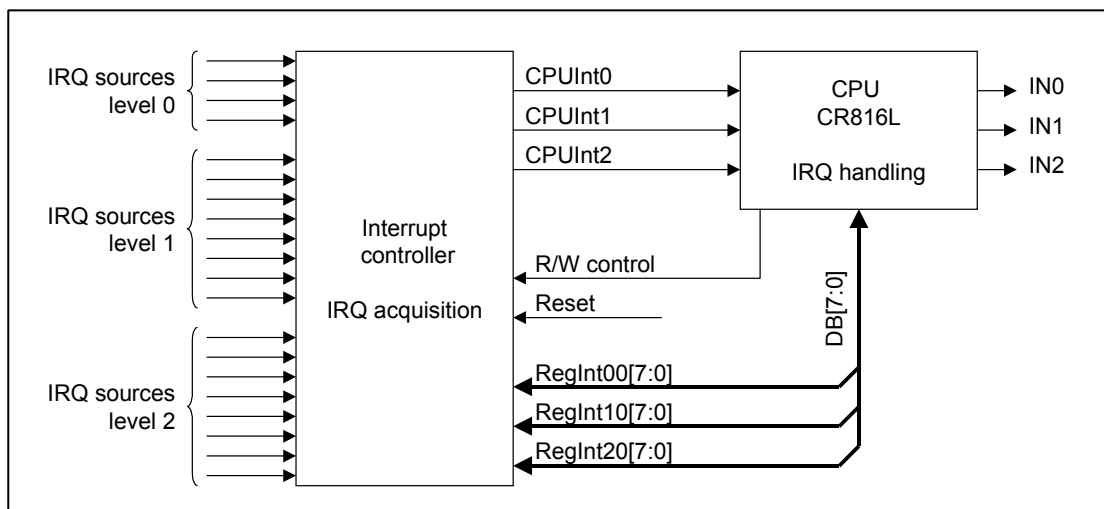 IRQ sources
level 0
IRQ sources
level 1
IRQ sources
level 2
Interrupt
controller
IRQ acquisition
CPUInt0
CPUInt1
CPUInt2
R/W control
Reset
RegInt00[7:0]
RegInt10[7:0]
RegInt20[7:0]
DB[7:0]
CPU
CR816L
IRQ handling
IN0
IN1
IN2